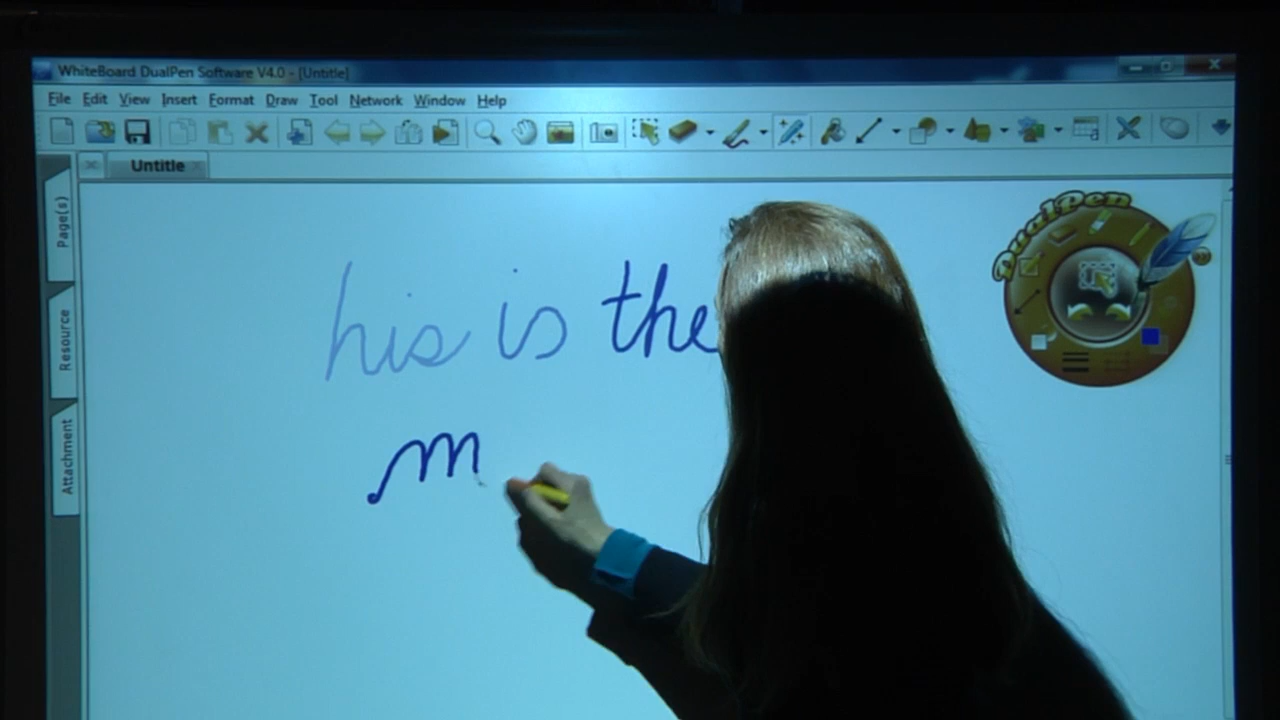 WhiteBoard DualPen Software V4.0 - [Untitle]
File Edit View Insert Format Draw Tool Network Window Help
Untitle
Page(s)
Resource
Attachment
DualPen
his is the
m